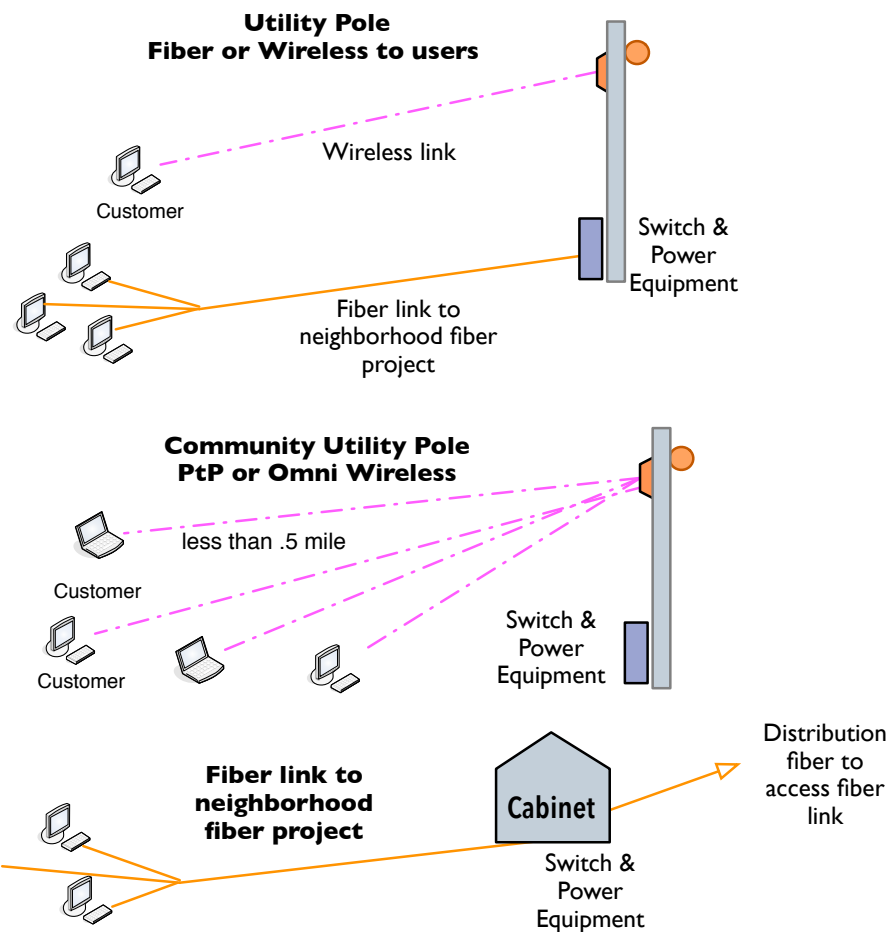 Utility Pole
Fiber or Wireless to users
Wireless link
Customer
Switch &
Power
Equipment
Fiber link to
neighborhood fiber
project
Community Utility Pole
PtP or Omni Wireless
less than .5 mile
Customer
Customer
Switch &
Power
Equipment
Distribution
fiber to
access fiber
link
Fiber link to
neighborhood
fiber project
Cabinet
Switch &
Power
Equipment